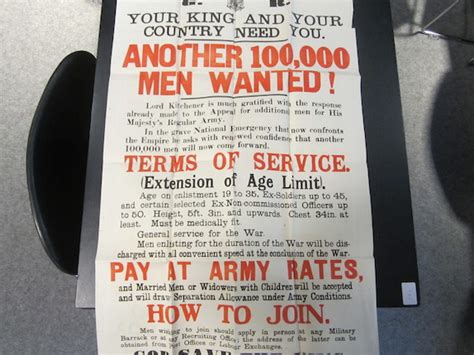 G. R.
YOUR KING AND YOUR
COUNTRY NEED YOU.
ANOTHER 100,000
MEN WANTED!
Lord Kitchener is much gratified with the response
already made to the Appeal for additional men for His
Majesty's Regular Army.
In the grave National Emergency that now confronts
the Empire he asks with renewed confidence that another
100,000 men will now come forward.
TERMS OF SERVICE.
(Extension of Age Limit).
Age on enlistment 19 to 35, Ex-Soldiers up to 45,
and certain selected Ex-Non-commissioned Officers up
to 50. Height, 5ft. 3in. and upwards. Chest 34in. at
least. Must be medically fit.
General service for the War.
Men enlisting for the duration of the War will be dis-
charged with all convenient speed at the conclusion of the War.
PAY AT ARMY RATES,
and Married Men or Widowers with Children will be accepted
and will draw Separation Allowance under Army Conditions.
HOW TO JOIN.
Men wishing to join should apply in person at any Military
Barrack or at any Recruiting Office; the address of the latter can be
obtained from Post Offices or Labour Exchanges.
GOD SAVE THE KING